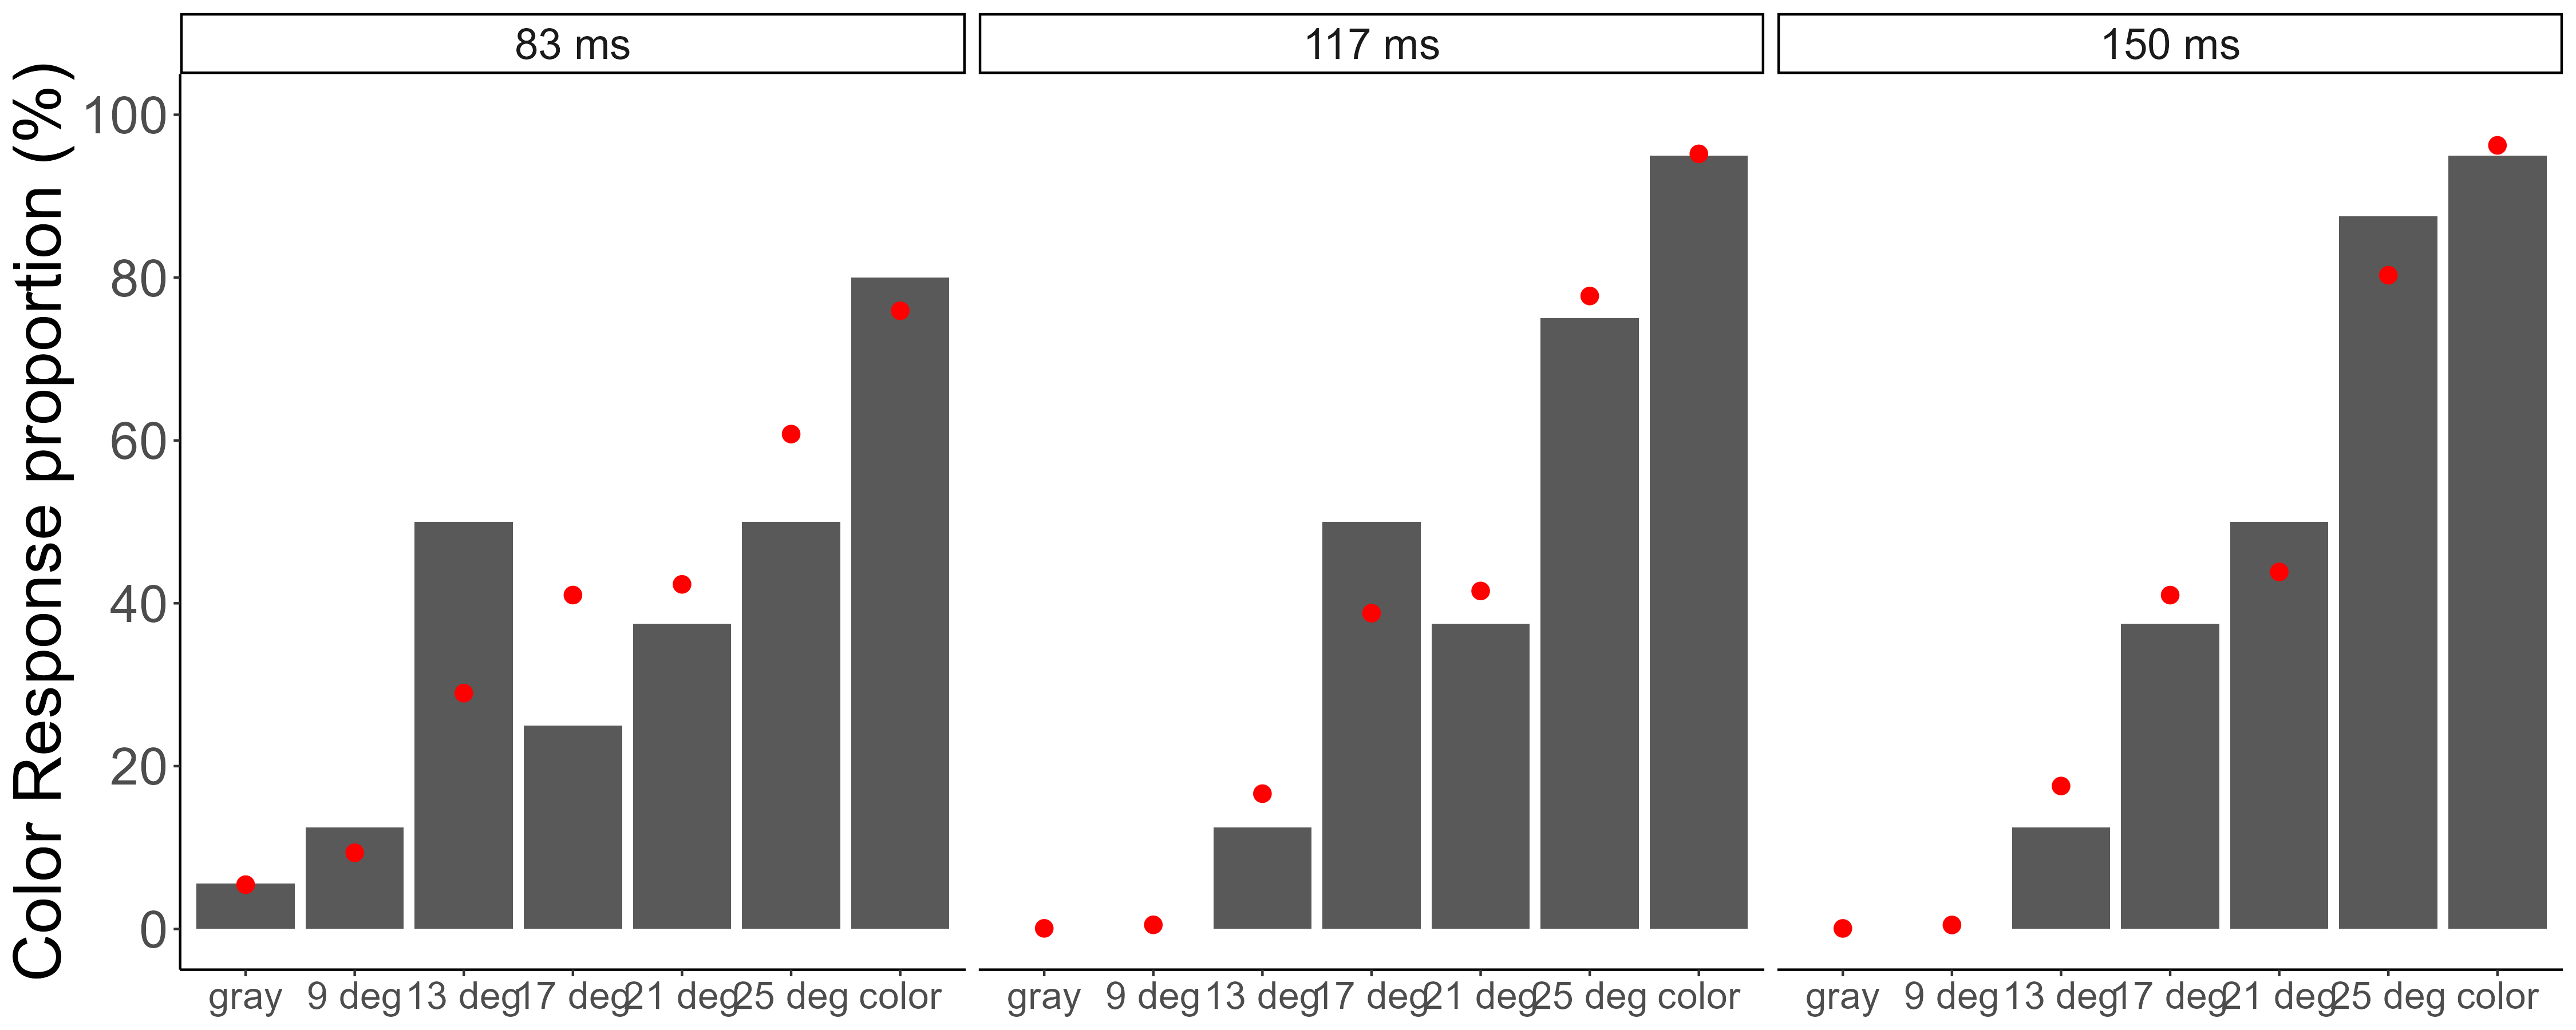 83 ms
117 ms
150 ms
Color Response proportion (%)
100
80
60
40
20
0
gray 9 deg 13 deg 17 deg 21 deg 25 deg color
gray 9 deg 13 deg 17 deg 21 deg 25 deg color
gray 9 deg 13 deg 17 deg 21 deg 25 deg color